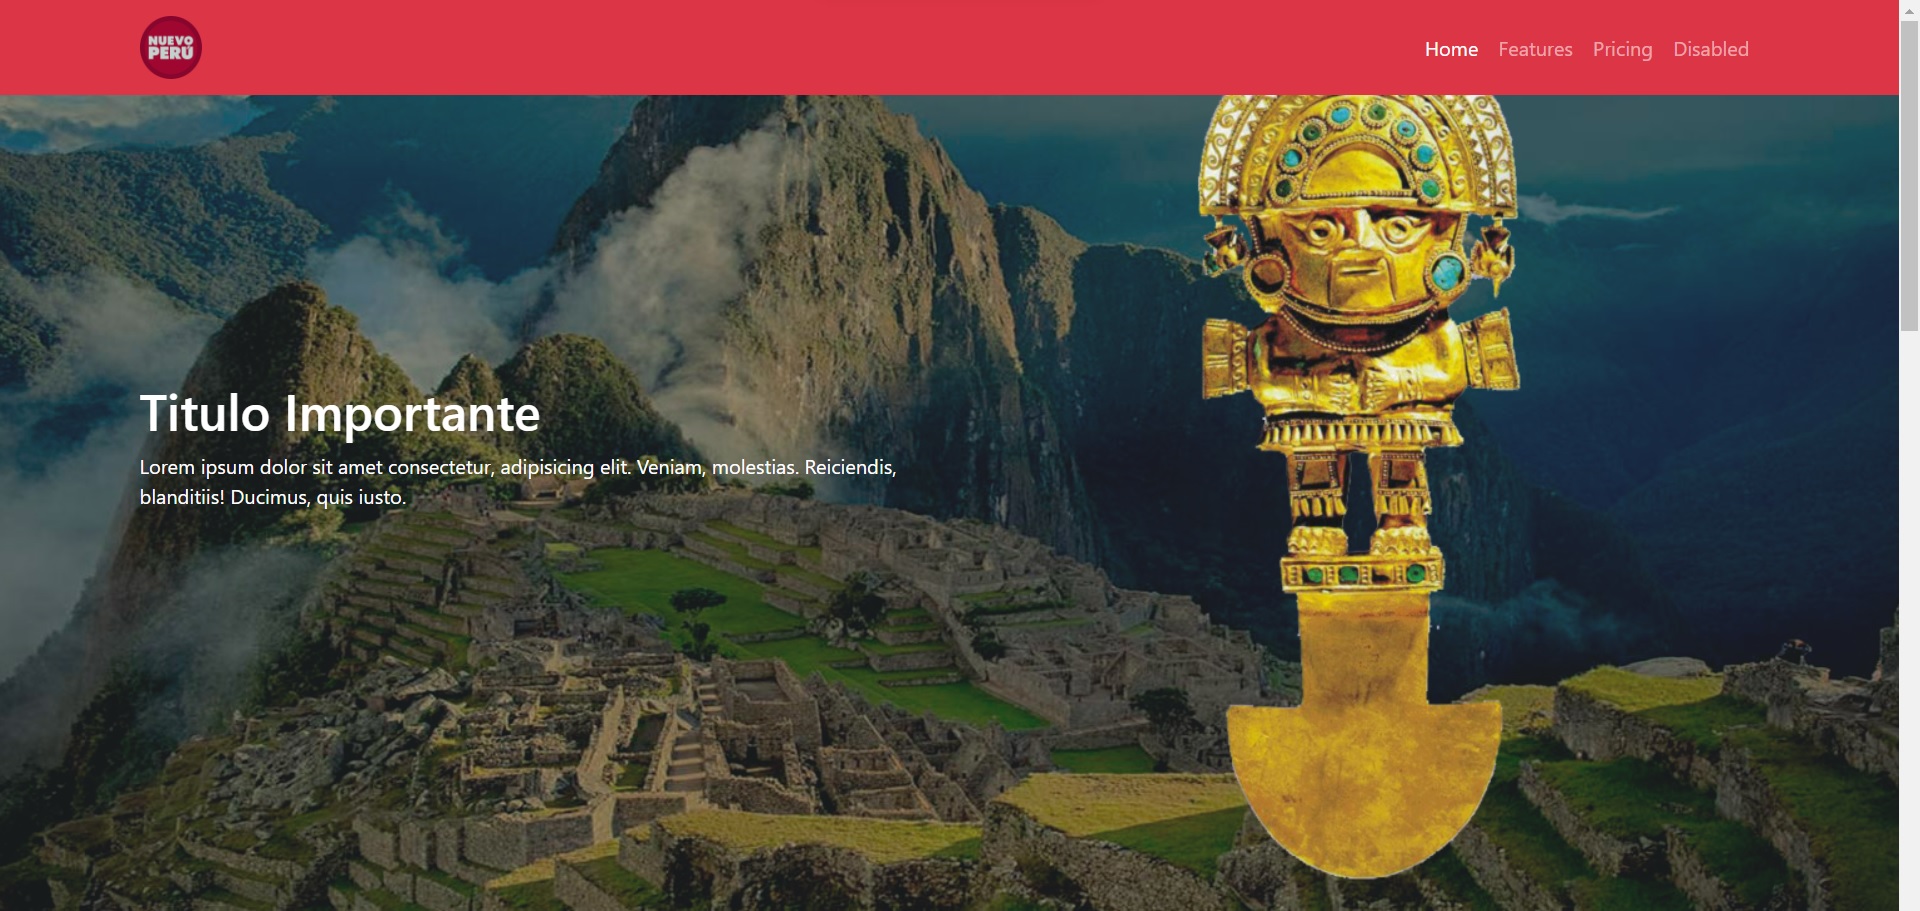 NUEVO
PERÚ
Home Features Pricing Disabled
Titulo Importante
Lorem ipsum dolor sit amet consectetur, adipisicing elit. Veniam, molestias. Reiciendis,
blanditiis! Ducimus, quis iusto.